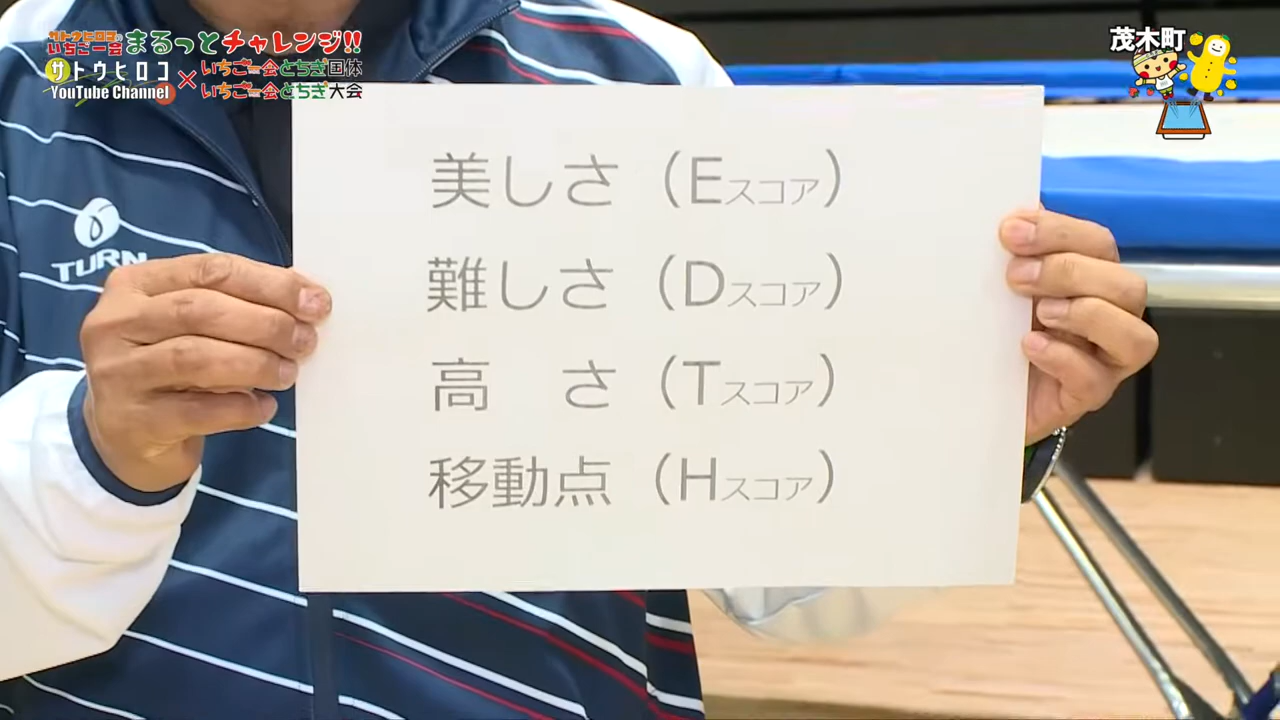 サトウヒロコの
いちご一会 まるっとチャレンジ!!
サトウヒロコ × いちご一会とちぎ国体
YouTube Channel いちご一会とちぎ大会
茂木町
TURN
美しさ（Eスコア）
難しさ（Dスコア）
高　さ（Tスコア）
移動点（Hスコア）